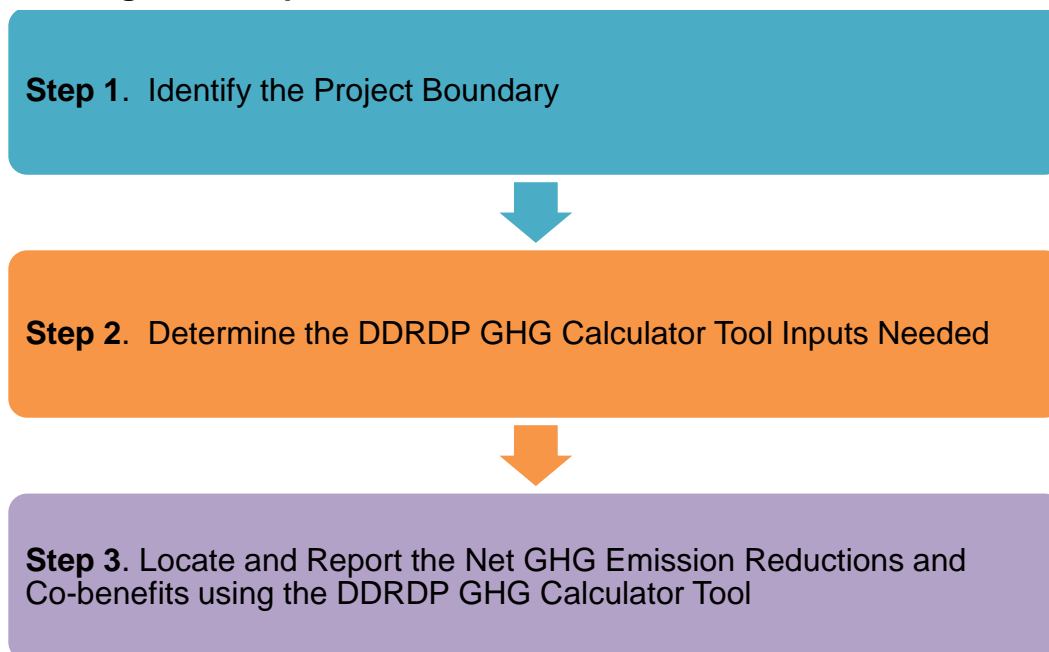 Step 1. Identify the Project Boundary
Step 2. Determine the DDRDP GHG Calculator Tool Inputs Needed
Step 3. Locate and Report the Net GHG Emission Reductions and
Co-benefits using the DDRDP GHG Calculator Tool